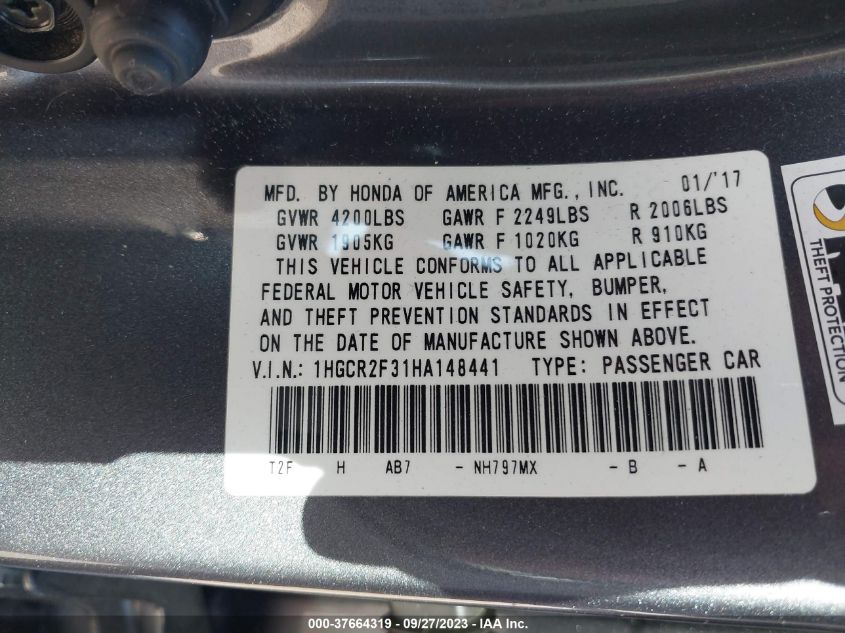 MFD. BY HONDA OF AMERICA MFG., INC. 01/'17
GVWR 4200LBS GAWR F 2249LBS R 2006LBS
GVWR 1905KG GAWR F 1020KG R 910KG
THIS VEHICLE CONFORMS TO ALL APPLICABLE
FEDERAL MOTOR VEHICLE SAFETY, BUMPER,
AND THEFT PREVENTION STANDARDS IN EFFECT
ON THE DATE OF MANUFACTURE SHOWN ABOVE.
V.I.N.: 1HGCR2F31HA148441 TYPE: PASSENGER CAR
T2F H AB7 - NH797MX - B - A
THEFT PROTECTION
000-37664319 / 09/27/2023 / IAA Inc.